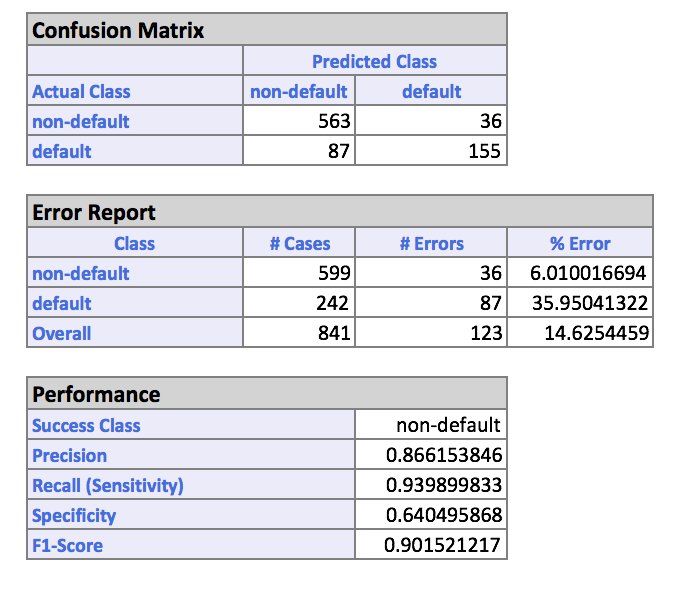 Confusion Matrix
Predicted Class
Actual Class non-default default
non-default 563 36
default 87 155
Error Report
Class # Cases # Errors % Error
non-default 599 36 6.010016694
default 242 87 35.95041322
Overall 841 123 14.6254459
Performance
Success Class non-default
Precision 0.866153846
Recall (Sensitivity) 0.939899833
Specificity 0.640495868
F1-Score 0.901521217